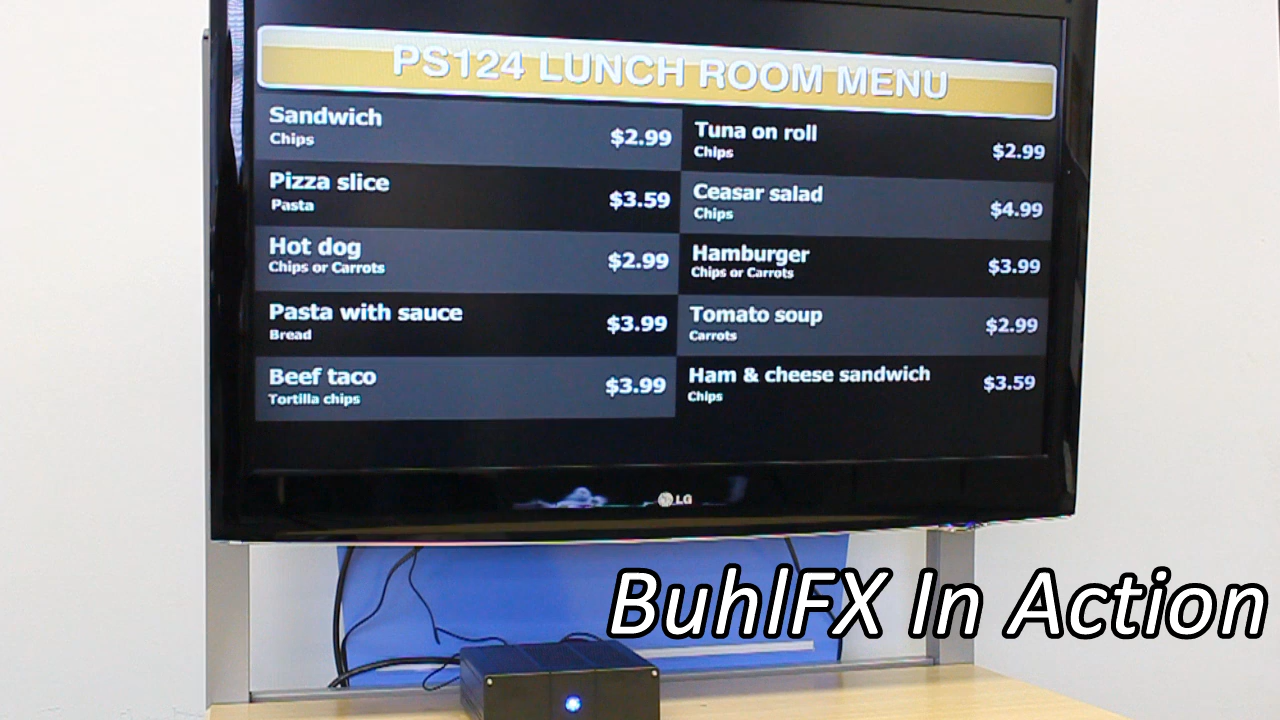 PS124 LUNCH ROOM MENU
Sandwich
Chips
$2.99
Pizza slice
Pasta
$3.59
Hot dog
Chips or Carrots
$2.99
Pasta with sauce
Bread
$3.99
Beef taco
Tortilla chips
$3.99
Tuna on roll
Chips
$2.99
Ceasar salad
Chips
$4.99
Hamburger
Chips or Carrots
$3.99
Tomato soup
Carrots
$2.99
Ham & cheese sandwich
Chips
$3.59
LG
BuhlFX In Action